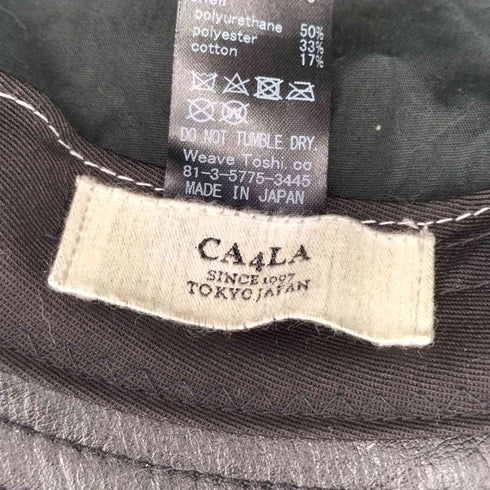 shell
polyurethane 50%
polyester 33%
cotton 17%
DO NOT TUMBLE DRY.
Weave Toshi.co
81-3-5775-3445
MADE IN JAPAN
CA4LA
SINCE 1997
TOKYO JAPAN